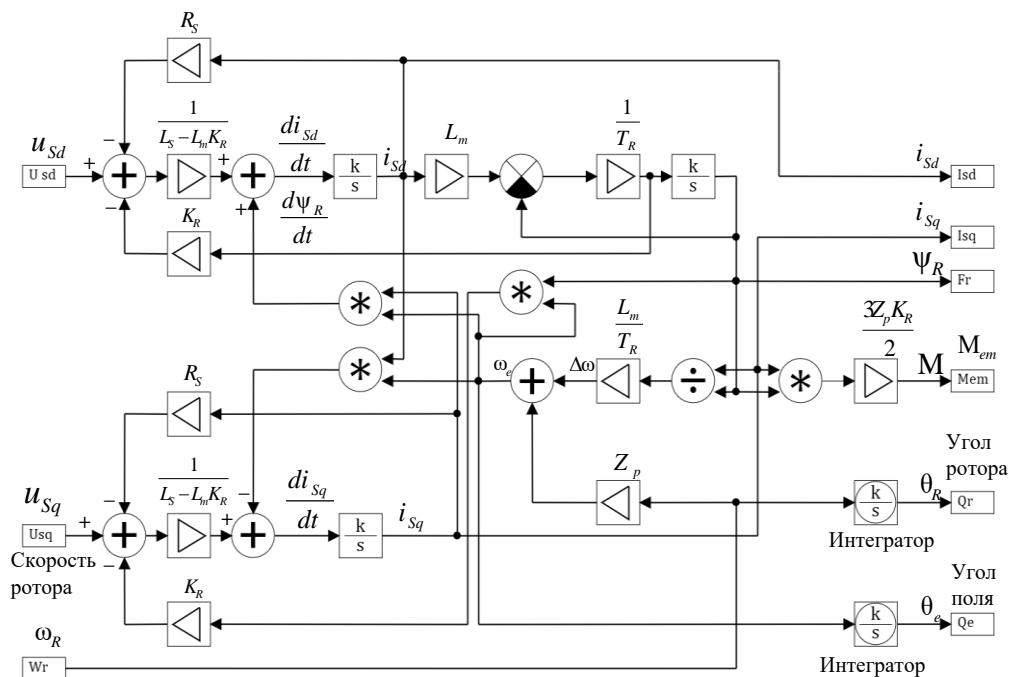 R_S
1
L_S – L_m K_R
di_Sd
dt
L_m
1
T_R
u_Sd
U sd
–
+
–
+
+
+
+
k
s
i_Sd
k
s
i_Sd
Isd
K_R
dψ_R
dt
i_Sq
Isq
ψ_R
Fr
*
*
L_m
T_R
3Z_p K_R
2
*
ω_e
+
Δω
÷
*
M
M_em
Mem
R_S
Z_p
Угол
ротора
1
L_S – L_m K_R
di_Sq
dt
u_Sq
Usq
+
–
+
–
+
–
+
k
s
i_Sq
k
s
θ_R
Qr
Интегратор
Скорость
ротора
K_R
Угол
поля
ω_R
Wr
k
s
θ_e
Qe
Интегратор